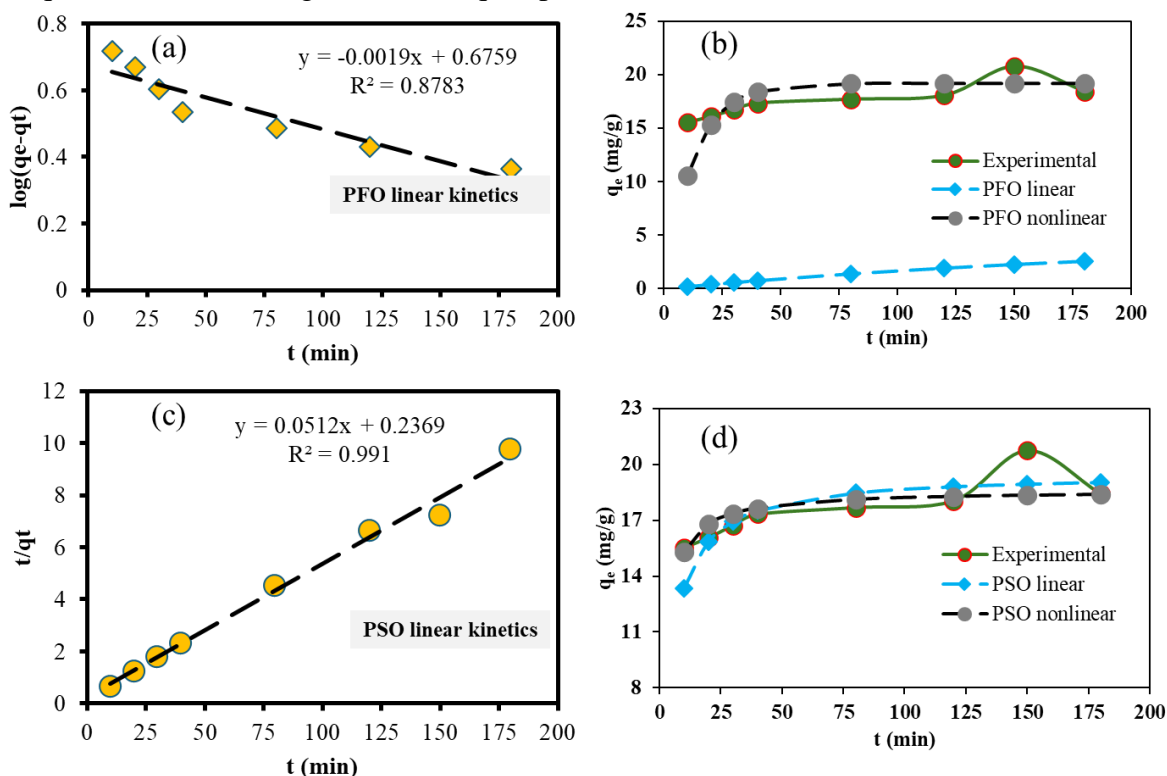 (a)
y = -0.0019x + 0.6759
R² = 0.8783
PFO linear kinetics
log(qe-qt)
0.8
0.6
0.4
0.2
0
0 25 50 75 100 125 150 175 200
t (min)
(b)
qₑ (mg/g)
25
20
15
10
5
0
Experimental
PFO linear
PFO nonlinear
0 25 50 75 100 125 150 175 200
t (min)
(c)
y = 0.0512x + 0.2369
R² = 0.991
PSO linear kinetics
t/qt
12
10
8
6
4
2
0
0 25 50 75 100 125 150 175 200
t (min)
(d)
qₑ (mg/g)
23
20
17
14
11
8
Experimental
PSO linear
PSO nonlinear
0 25 50 75 100 125 150 175 200
t (min)